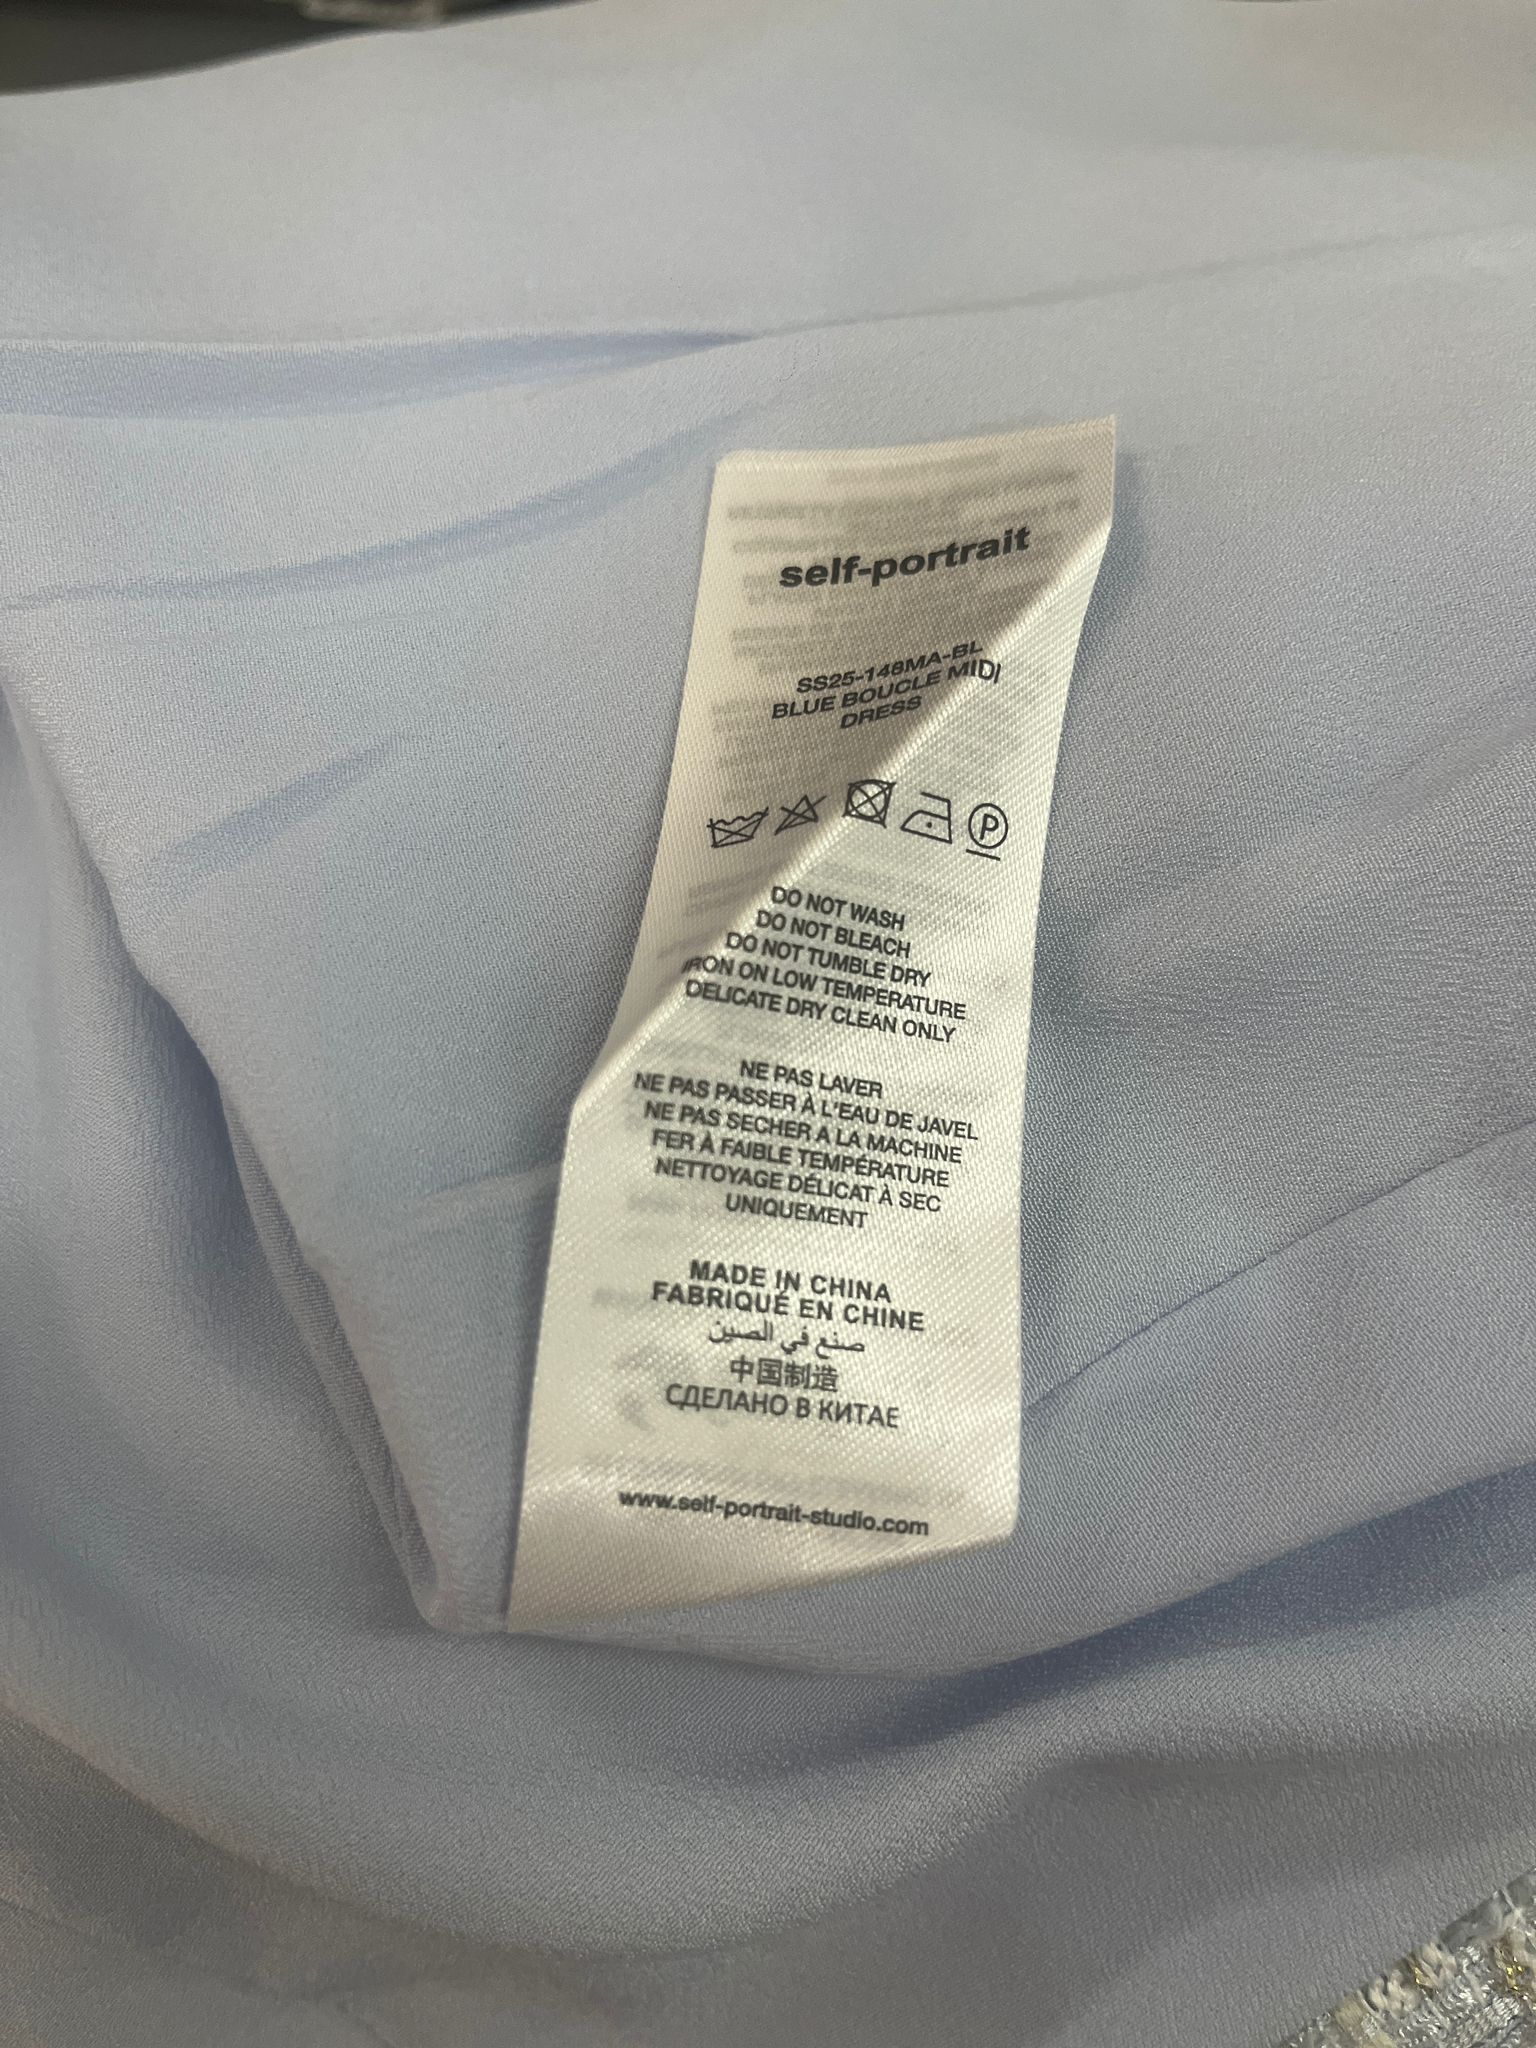 self-portrait
SS25-148MA-BL
BLUE BOUCLE MIDI
DRESS
P
DO NOT WASH
DO NOT BLEACH
DO NOT TUMBLE DRY
IRON ON LOW TEMPERATURE
DELICATE DRY CLEAN ONLY
NE PAS LAVER
NE PAS PASSER À L'EAU DE JAVEL
NE PAS SECHER A LA MACHINE
FER À FAIBLE TEMPÉRATURE
NETTOYAGE DÉLICAT À SEC
UNIQUEMENT
MADE IN CHINA
FABRIQUÉ EN CHINE
صنع في الصين
中国制造
СДЕЛАНО В КИТАЕ
www.self-portrait-studio.com